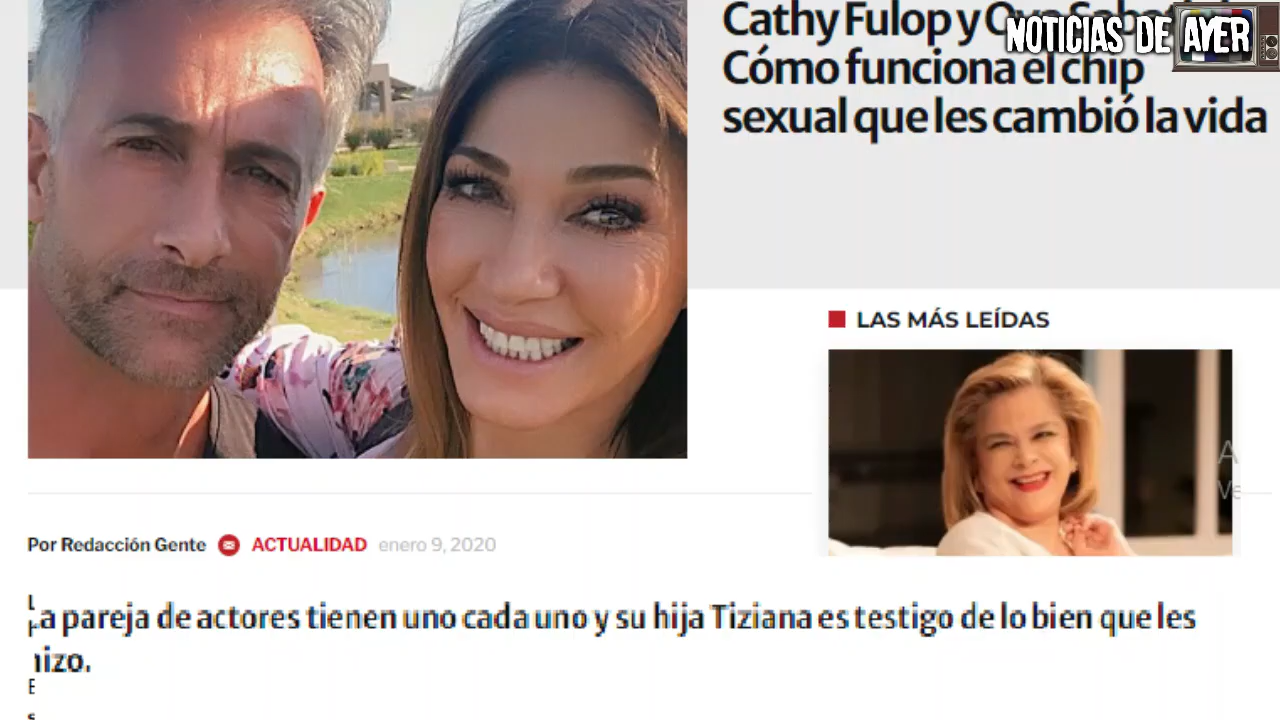 Cathy Fulop y
Cómo funciona el chip
sexual que les cambió la vida
NOTICIAS DE AYER
LAS MÁS LEÍDAS
Por Redacción Gente ACTUALIDAD enero 9, 2020
La pareja de actores tienen uno cada uno y su hija Tiziana es testigo de lo bien que les
hizo.